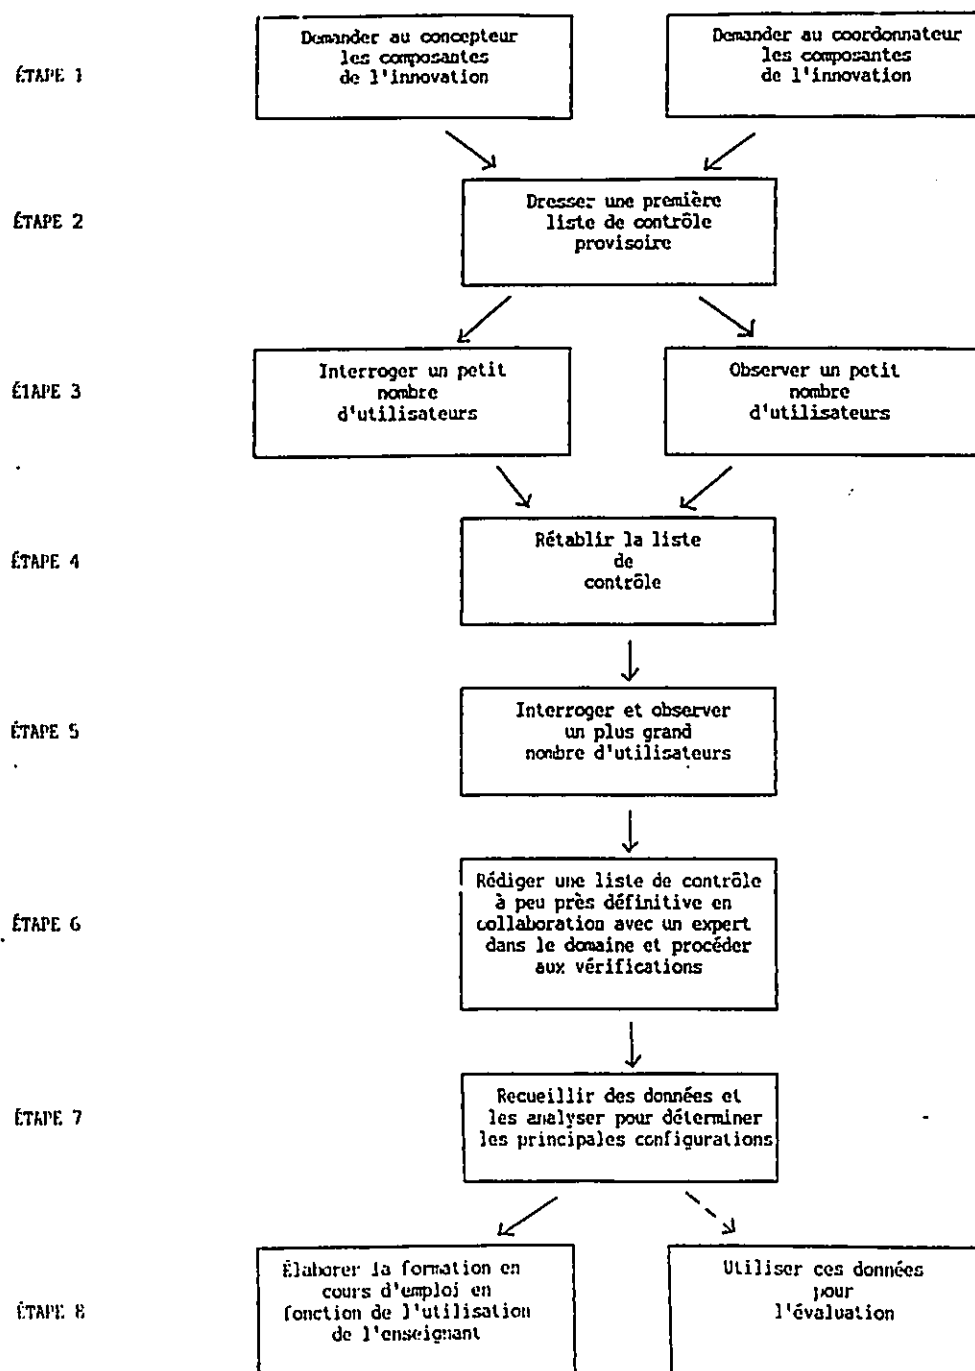 ÉTAPE 1
Demander au concepteur
les composantes
de l'innovation
Demander au coordonnateur
les composantes
de l'innovation
ÉTAPE 2
Dresser une première
liste de contrôle
provisoire
ÉTAPE 3
Interroger un petit
nombre
d'utilisateurs
Observer un petit
nombre
d'utilisateurs
ÉTAPE 4
Rétablir la liste
de
contrôle
ÉTAPE 5
Interroger et observer
un plus grand
nombre d'utilisateurs
ÉTAPE 6
Rédiger une liste de contrôle
à peu près définitive en
collaboration avec un expert
dans le domaine et procéder
aux vérifications
ÉTAPE 7
Recueillir des données et
les analyser pour déterminer
les principales configurations
ÉTAPE 8
Élaborer la formation en
cours d'emploi en
fonction de l'utilisation
de l'enseignant
Utiliser ces données
pour
l'évaluation